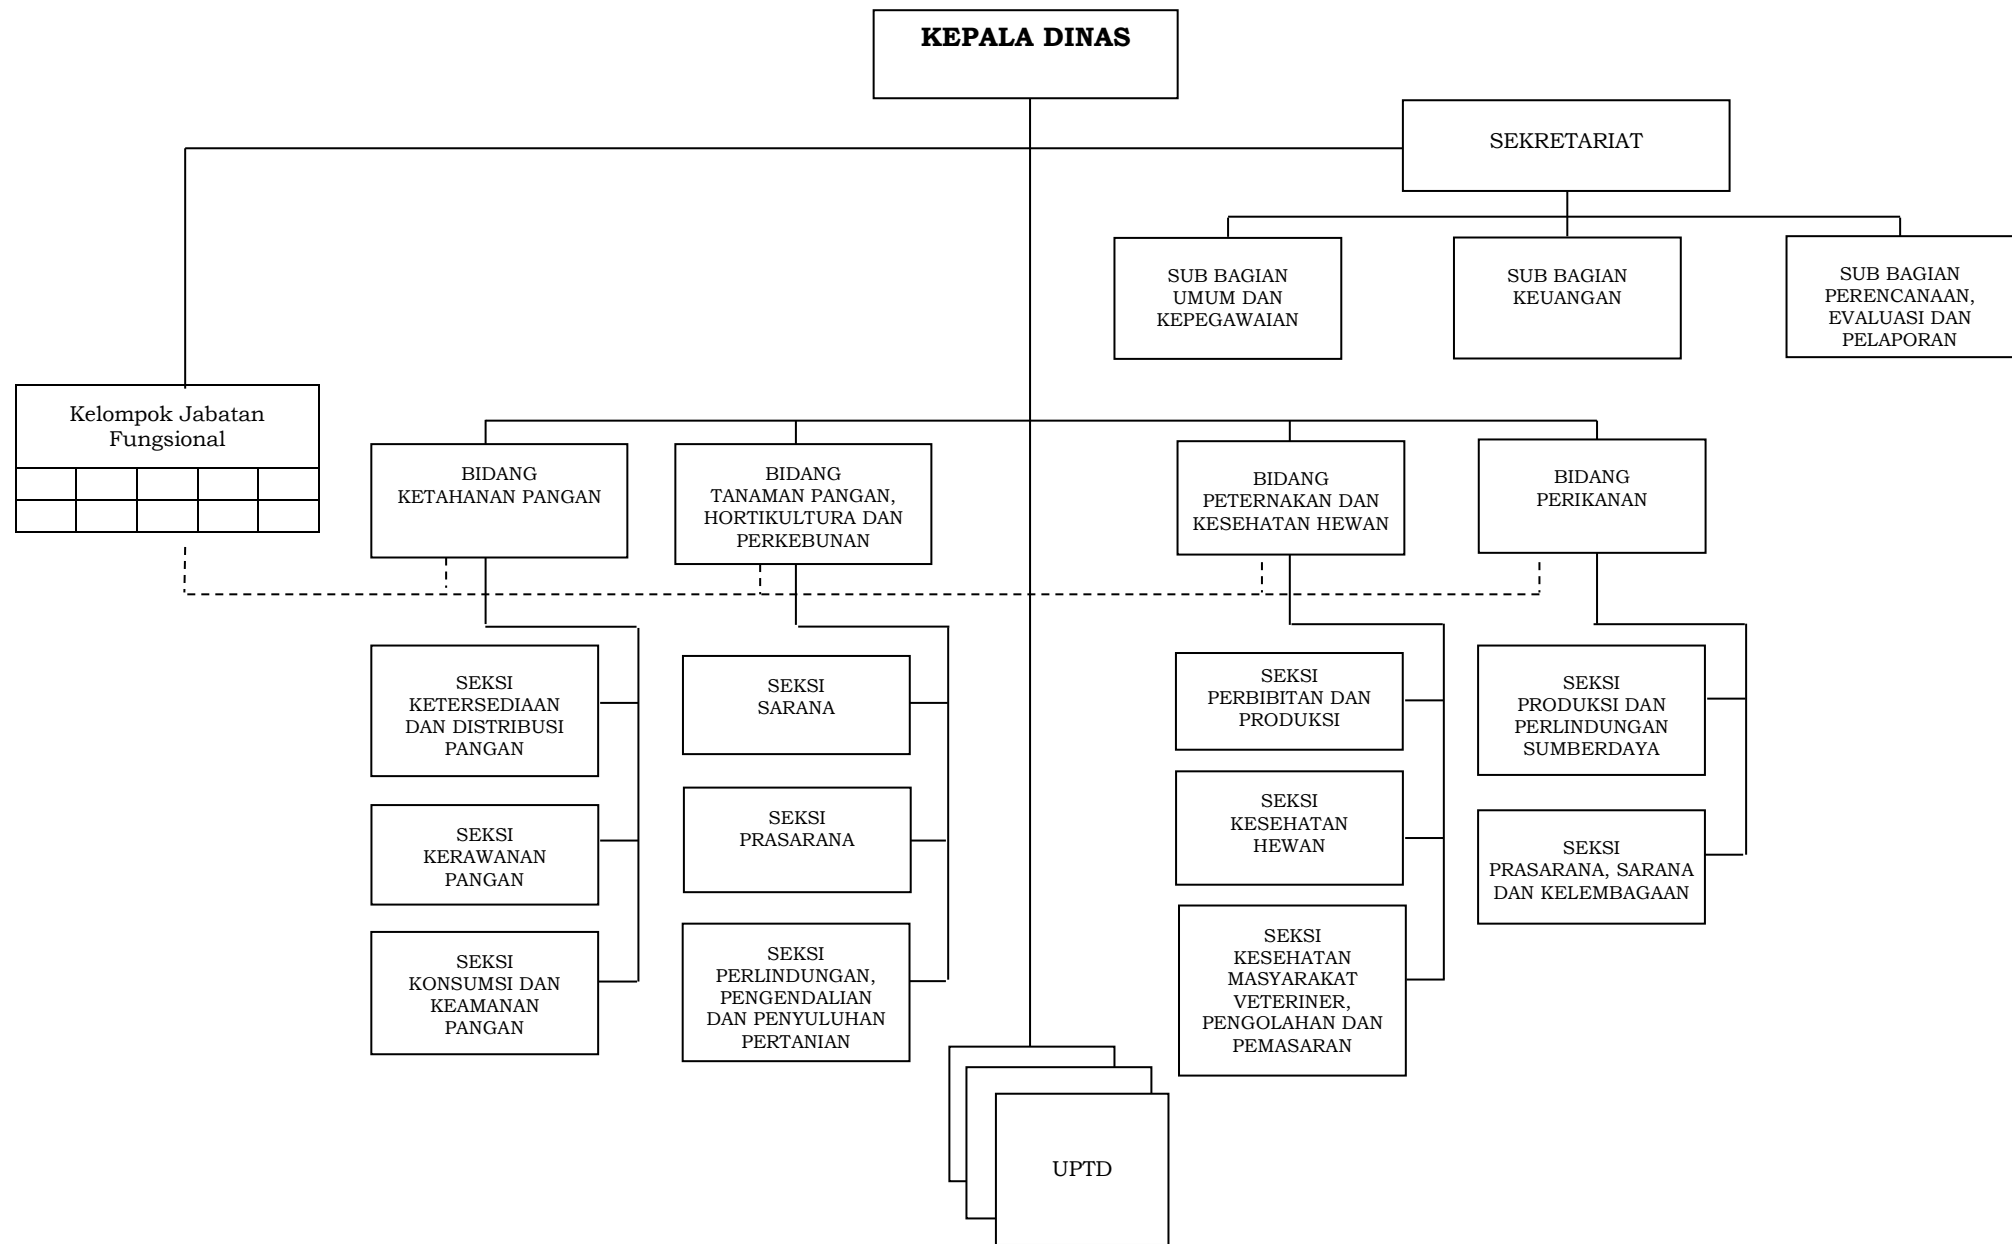 KEPALA DINAS
SEKRETARIAT
SUB BAGIAN
UMUM DAN
KEPEGAWAIAN
SUB BAGIAN
KEUANGAN
SUB BAGIAN
PERENCANAAN,
EVALUASI DAN
PELAPORAN
Kelompok Jabatan
Fungsional
BIDANG
KETAHANAN PANGAN
BIDANG
TANAMAN PANGAN,
HORTIKULTURA DAN
PERKEBUNAN
BIDANG
PETERNAKAN DAN
KESEHATAN HEWAN
BIDANG
PERIKANAN
SEKSI
KETERSEDIAAN
DAN DISTRIBUSI
PANGAN
SEKSI
SARANA
SEKSI
PERBIBITAN DAN
PRODUKSI
SEKSI
PRODUKSI DAN
PERLINDUNGAN
SUMBERDAYA
SEKSI
KERAWANAN
PANGAN
SEKSI
PRASARANA
SEKSI
KESEHATAN
HEWAN
SEKSI
PRASARANA, SARANA
DAN KELEMBAGAAN
SEKSI
KONSUMSI DAN
KEAMANAN
PANGAN
SEKSI
PERLINDUNGAN,
PENGENDALIAN
DAN PENYULUHAN
PERTANIAN
SEKSI
KESEHATAN
MASYARAKAT
VETERINER,
PENGOLAHAN DAN
PEMASARAN
UPTD